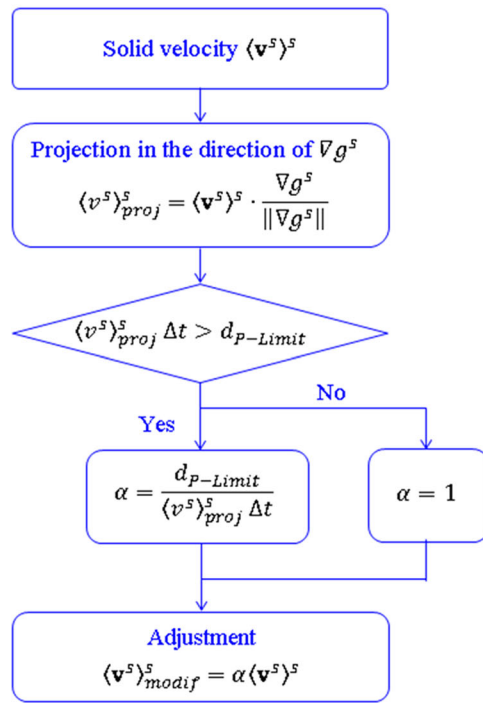 Solid velocity ⟨𝐯ˢ⟩ˢ
Projection in the direction of ∇gˢ
⟨vˢ⟩ˢ_proj = ⟨𝐯ˢ⟩ˢ · ∇gˢ / ‖∇gˢ‖
⟨vˢ⟩ˢ_proj Δt > d_P−Limit
No
Yes
α = d_P−Limit / ⟨vˢ⟩ˢ_proj Δt
α = 1
Adjustment
⟨𝐯ˢ⟩ˢ_modif = α⟨𝐯ˢ⟩ˢ